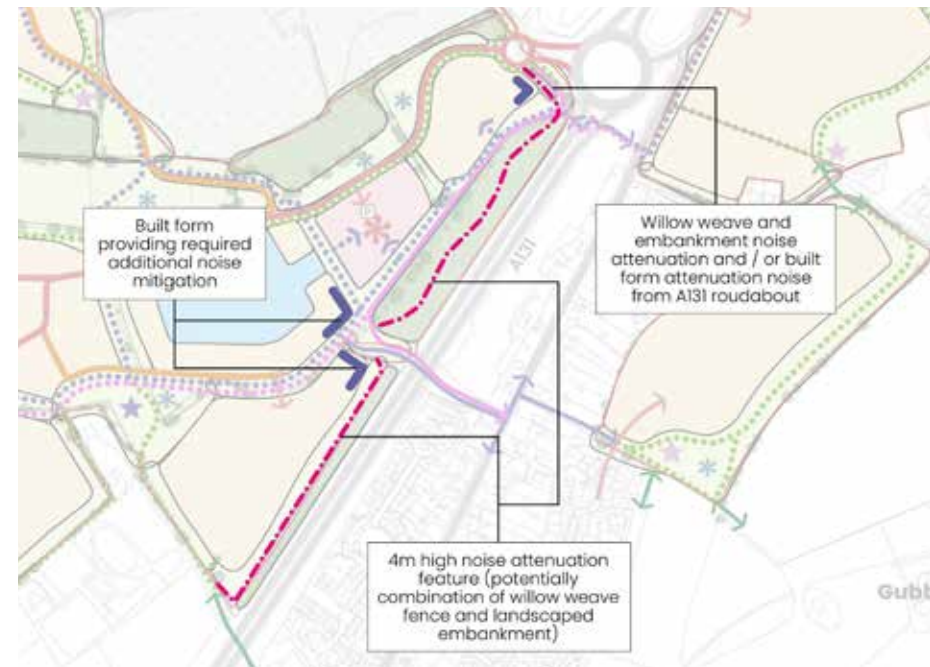 Built form
providing required
additional noise
mitigation
A131
Willow weave and
embankment noise
attenuation and / or built
form attenuation noise
from A131 roudabout
4m high noise attenuation
feature (potentially
combination of willow weave
fence and landscaped
embankment)
Gubb